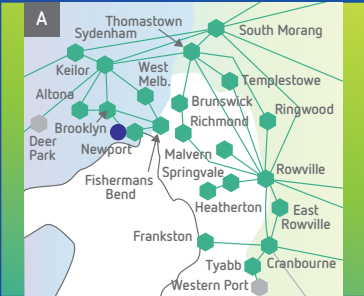 A
Thomastown
Sydenham
South Morang
Keilor
West
Melb.
Templestowe
Altona
Brunswick
Ringwood
Brooklyn
Richmond
Deer
Park
Newport
Malvern
Springvale
Rowville
Fishermans
Bend
Heatherton
East
Rowville
Frankston
Tyabb
Cranbourne
Western Port